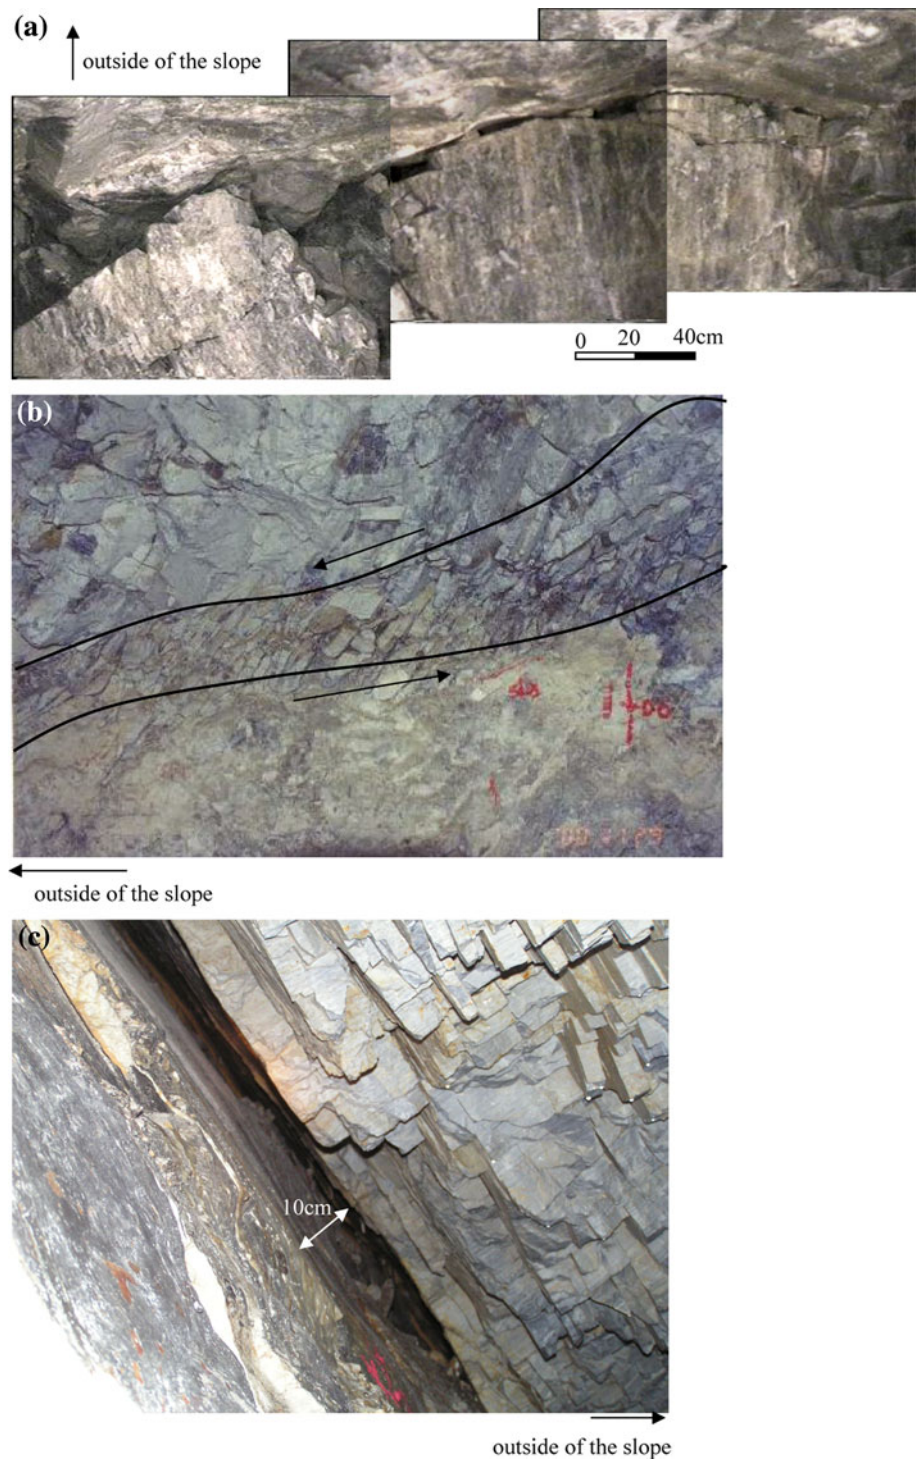 (a)
outside of the slope
0 20 40cm
(b)
outside of the slope
(c)
10cm
outside of the slope